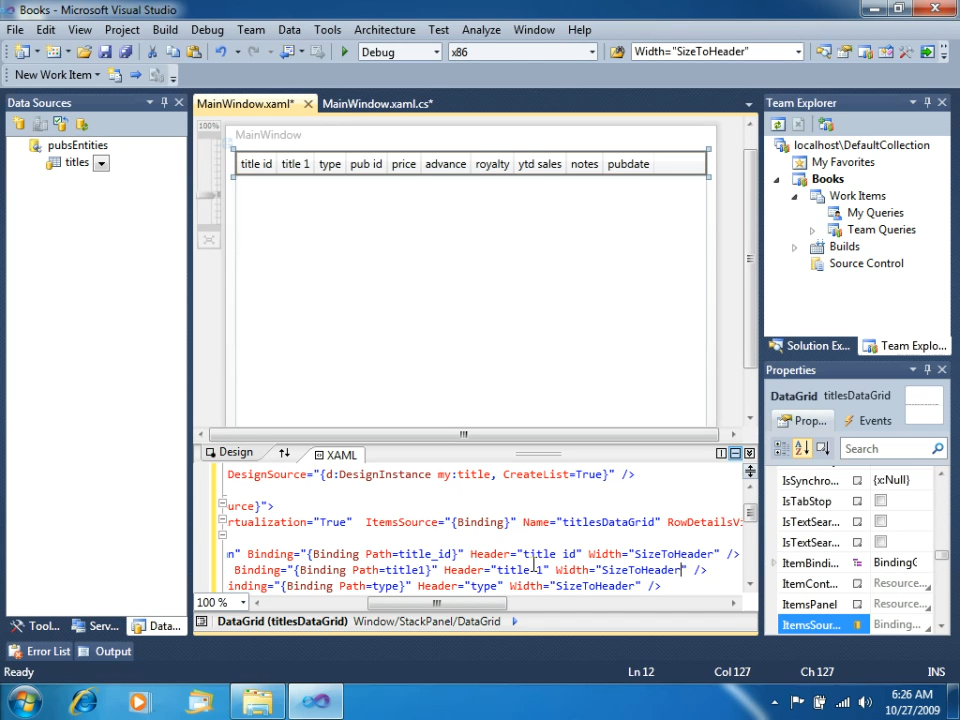 Books - Microsoft Visual Studio
File Edit View Project Build Debug Team Data Tools Architecture Test Analyze Window Help
Debug x86 Width="SizeToHeader"
New Work Item
Data Sources
pubsEntities
titles
MainWindow.xaml* MainWindow.xaml.cs*
100%
MainWindow
title id title 1 type pub id price advance royalty ytd sales notes pubdate
Design XAML
DesignSource="{d:DesignInstance my:title, CreateList=True}" />
urce}">
rtualization="True" ItemsSource="{Binding}" Name="titlesDataGrid" RowDetailsVi
n" Binding="{Binding Path=title_id}" Header="title id" Width="SizeToHeader" />
Binding="{Binding Path=title1}" Header="title 1" Width="SizeToHeader" />
inding="{Binding Path=type}" Header="type" Width="SizeToHeader" />
100 %
DataGrid (titlesDataGrid) Window/StackPanel/DataGrid
Team Explorer
localhost\DefaultCollection
My Favorites
Books
Work Items
My Queries
Team Queries
Builds
Source Control
Solution Ex... Team Explo...
Properties
DataGrid titlesDataGrid
Prop... Events
Search
IsSynchro... {x:Null}
IsTabStop
IsTextSear...
IsTextSear...
ItemBindin... BindingG
ItemCont... Resource...
ItemsPanel Resource...
ItemsSour... Binding...
Tool... Serv... Data...
Error List Output
Ready Ln 12 Col 127 Ch 127 INS
6:26 AM
10/27/2009